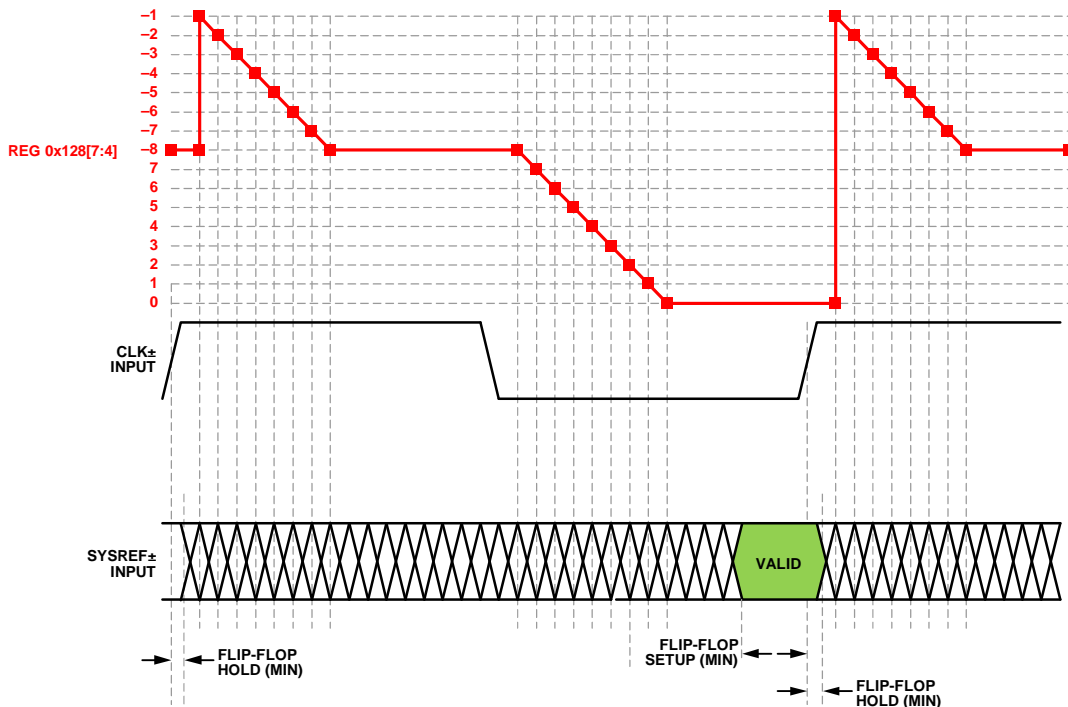 –1
–2
–3
–4
–5
–6
–7
REG 0x128[7:4]
–8
7
6
5
4
3
2
1
0
CLK±
INPUT
SYSREF±
INPUT
VALID
FLIP-FLOP
HOLD (MIN)
FLIP-FLOP
SETUP (MIN)
FLIP-FLOP
HOLD (MIN)